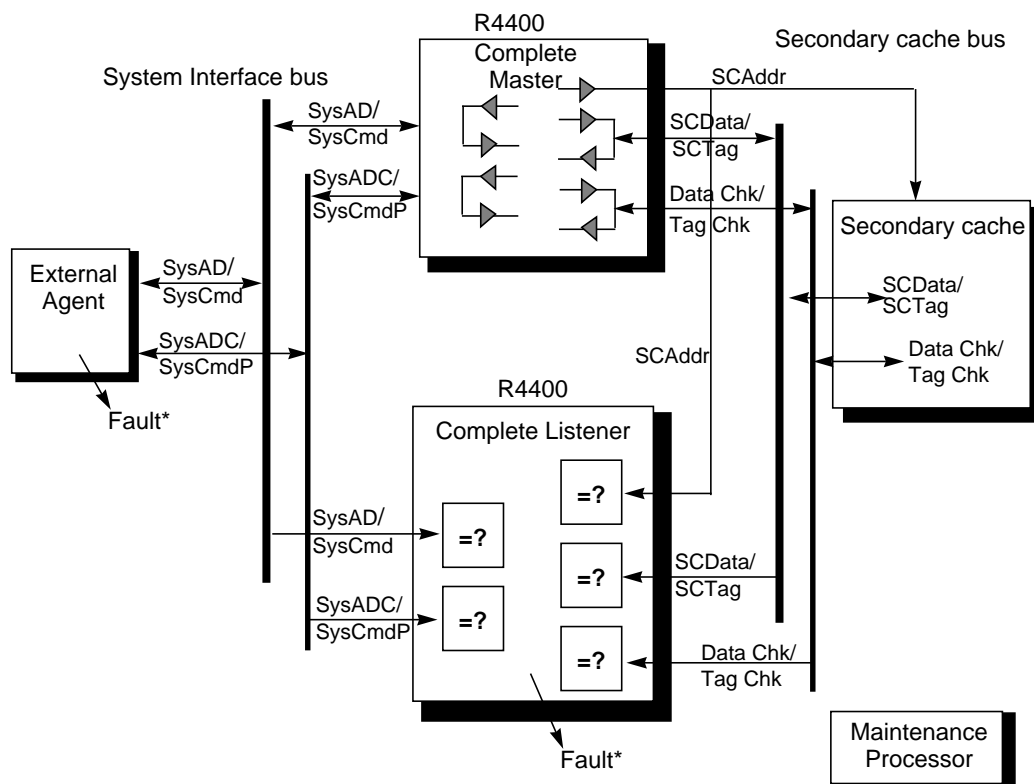 R4400
Complete
Master
Secondary cache bus
System Interface bus
SCAddr
SysAD/
SysCmd
SCData/
SCTag
SysADC/
SysCmdP
Data Chk/
Tag Chk
Secondary cache
External
Agent
SysAD/
SysCmd
SCData/
SCTag
SysADC/
SysCmdP
SCAddr
Data Chk/
Tag Chk
Fault*
R4400
Complete Listener
=?
SysAD/
SysCmd
=?
=?
SCData/
SCTag
SysADC/
SysCmdP
=?
=?
Data Chk/
Tag Chk
Fault*
Maintenance
Processor